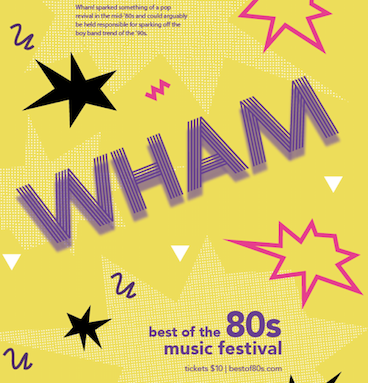 Wham! sparked something of a pop
revival in the mid-'80s and could arguably
be held responsible for sparking off the
boy band trend of the '90s.
WHAM
best of the 80s
music festival
tickets $10 | bestof80s.com